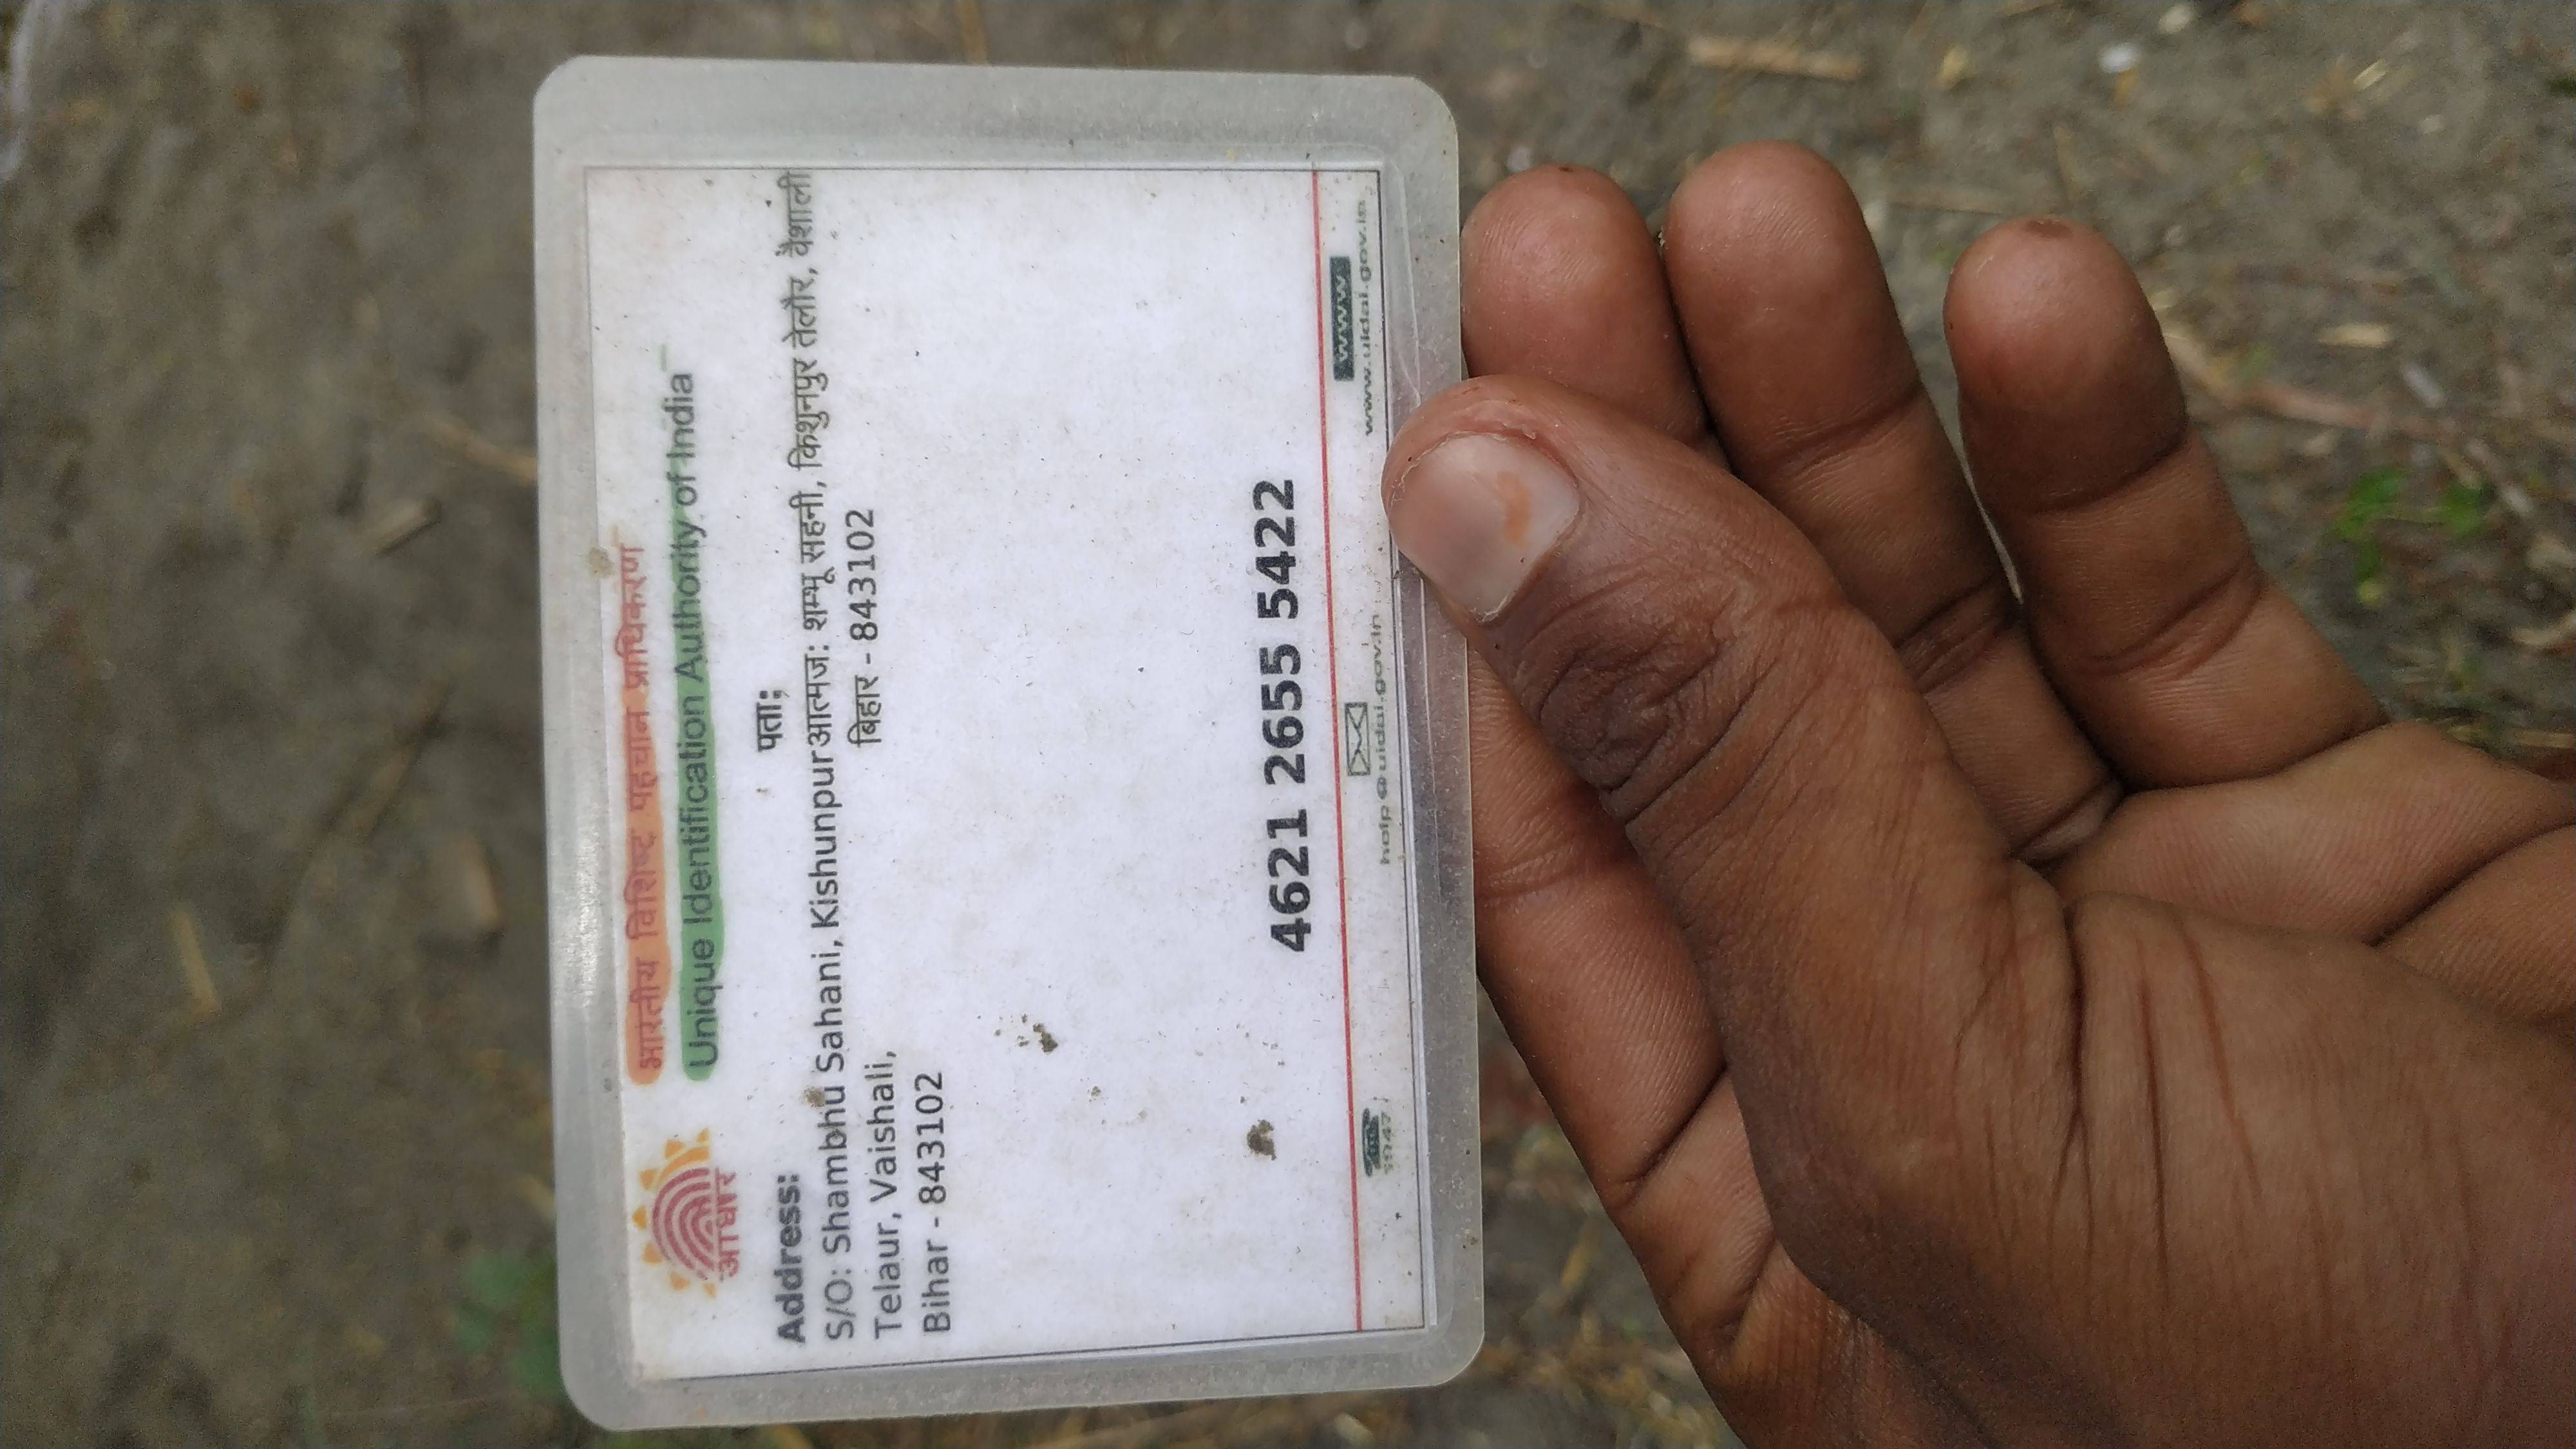 भारतीय विशिष्ट पहचान प्राधिकरण
Unique Identification Authority of India
आधार
Address:
S/O: Shambhu Sahani, Kishunpur
Telaur, Vaishali,
Bihar - 843102
पताः
आत्मजः शम्भू सहनी, किशुनपुर तेलौर, वैशाली
बिहार - 843102
4621 2655 5422
1947
help@uidai.gov.in
www
www.uidai.gov.in